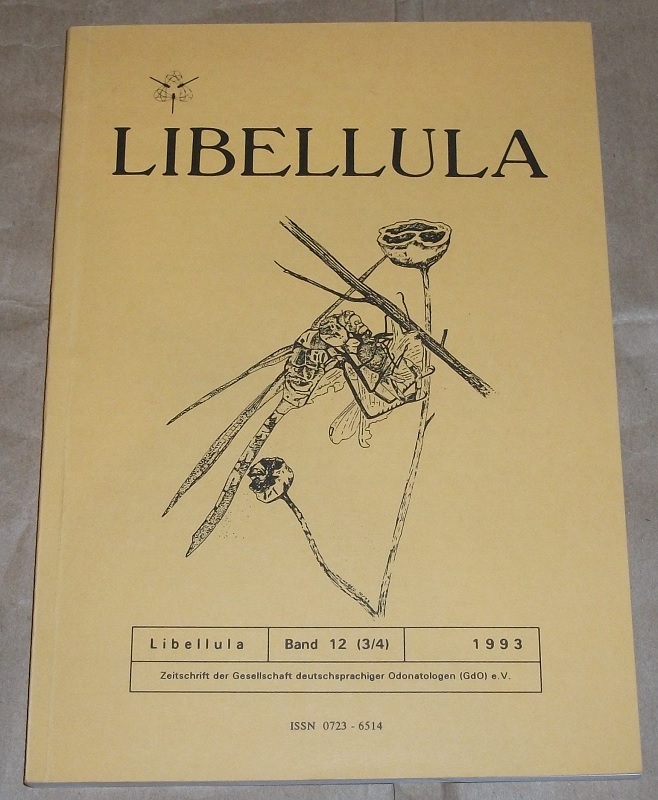 LIBELLULA
Libellula Band 12 (3/4) 1993
Zeitschrift der Gesellschaft deutschsprachiger Odonatologen (GdO) e.V.
ISSN 0723 - 6514